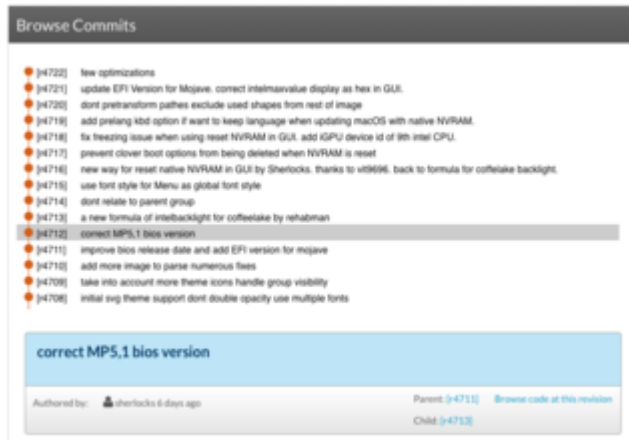 Browse Commits
[r4722] few optimizations
[r4721] update EFI Version for Mojave. correct intelmaxvalue display as hex in GUI.
[r4720] dont pretransform pathes exclude used shapes from rest of image
[r4719] add prelang kbd option if want to keep language when updating macOS with native NVRAM.
[r4718] fix freezing issue when using reset NVRAM in GUI. add iGPU device id of 9th intel CPU.
[r4717] prevent clover boot options from being deleted when NVRAM is reset
[r4716] new way for reset native NVRAM in GUI by Sherlocks. thanks to vit9696. back to formula for coffelake backlight.
[r4715] use font style for Menu as global font style
[r4714] dont relate to parent group
[r4713] a new formula of intelbacklight for coffeelake by rehabman
[r4712] correct MP5,1 bios version
[r4711] improve bios release date and add EFI version for mojave
[r4710] add more image to parse numerous fixes
[r4709] take into account more theme icons handle group visibility
[r4708] initial svg theme support dont double opacity use multiple fonts
correct MP5,1 bios version
Authored by: sherlocks 6 days ago Parent: [r4711] Browse code at this revision
Child: [r4713]